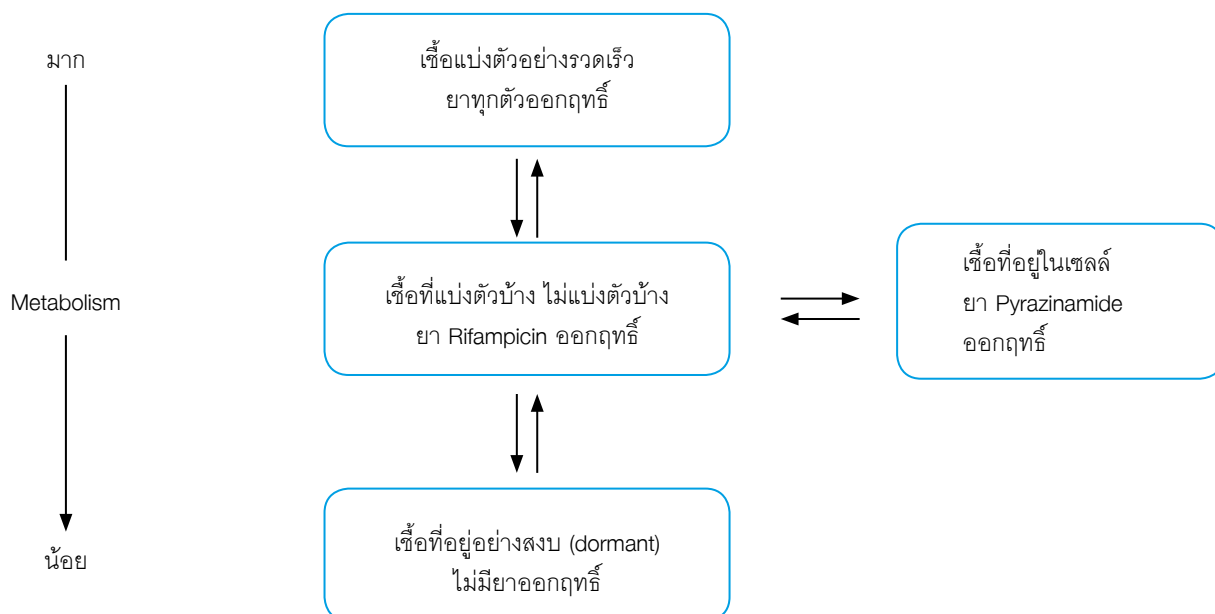 มาก
เชื้อแบ่งตัวอย่างรวดเร็ว
ยาทุกตัวออกฤทธิ์
Metabolism
เชื้อที่แบ่งตัวบ้าง ไม่แบ่งตัวบ้าง
ยา Rifampicin ออกฤทธิ์
เชื้อที่อยู่ในเซลล์
ยา Pyrazinamide
ออกฤทธิ์
น้อย
เชื้อที่อยู่อย่างสงบ (dormant)
ไม่มียาออกฤทธิ์